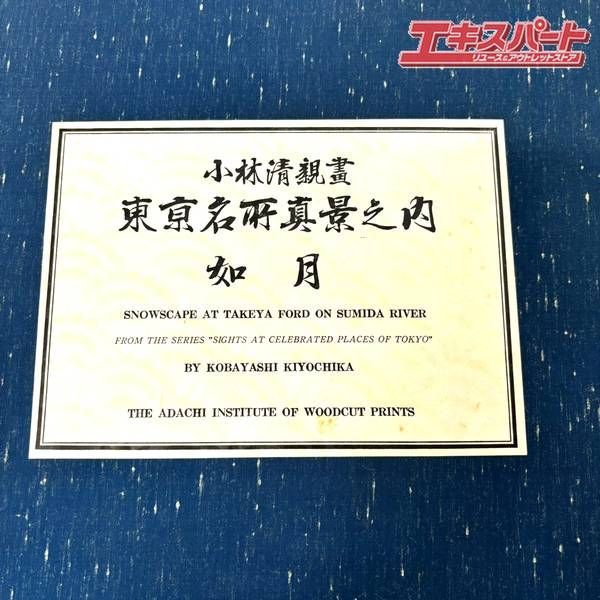 エキスパート
リユース&アウトレットストア
小林清親畫
東京名所真景之内
如月
SNOWSCAPE AT TAKEYA FORD ON SUMIDA RIVER
FROM THE SERIES "SIGHTS AT CELEBRATED PLACES OF TOKYO"
BY KOBAYASHI KIYOCHIKA
THE ADACHI INSTITUTE OF WOODCUT PRINTS